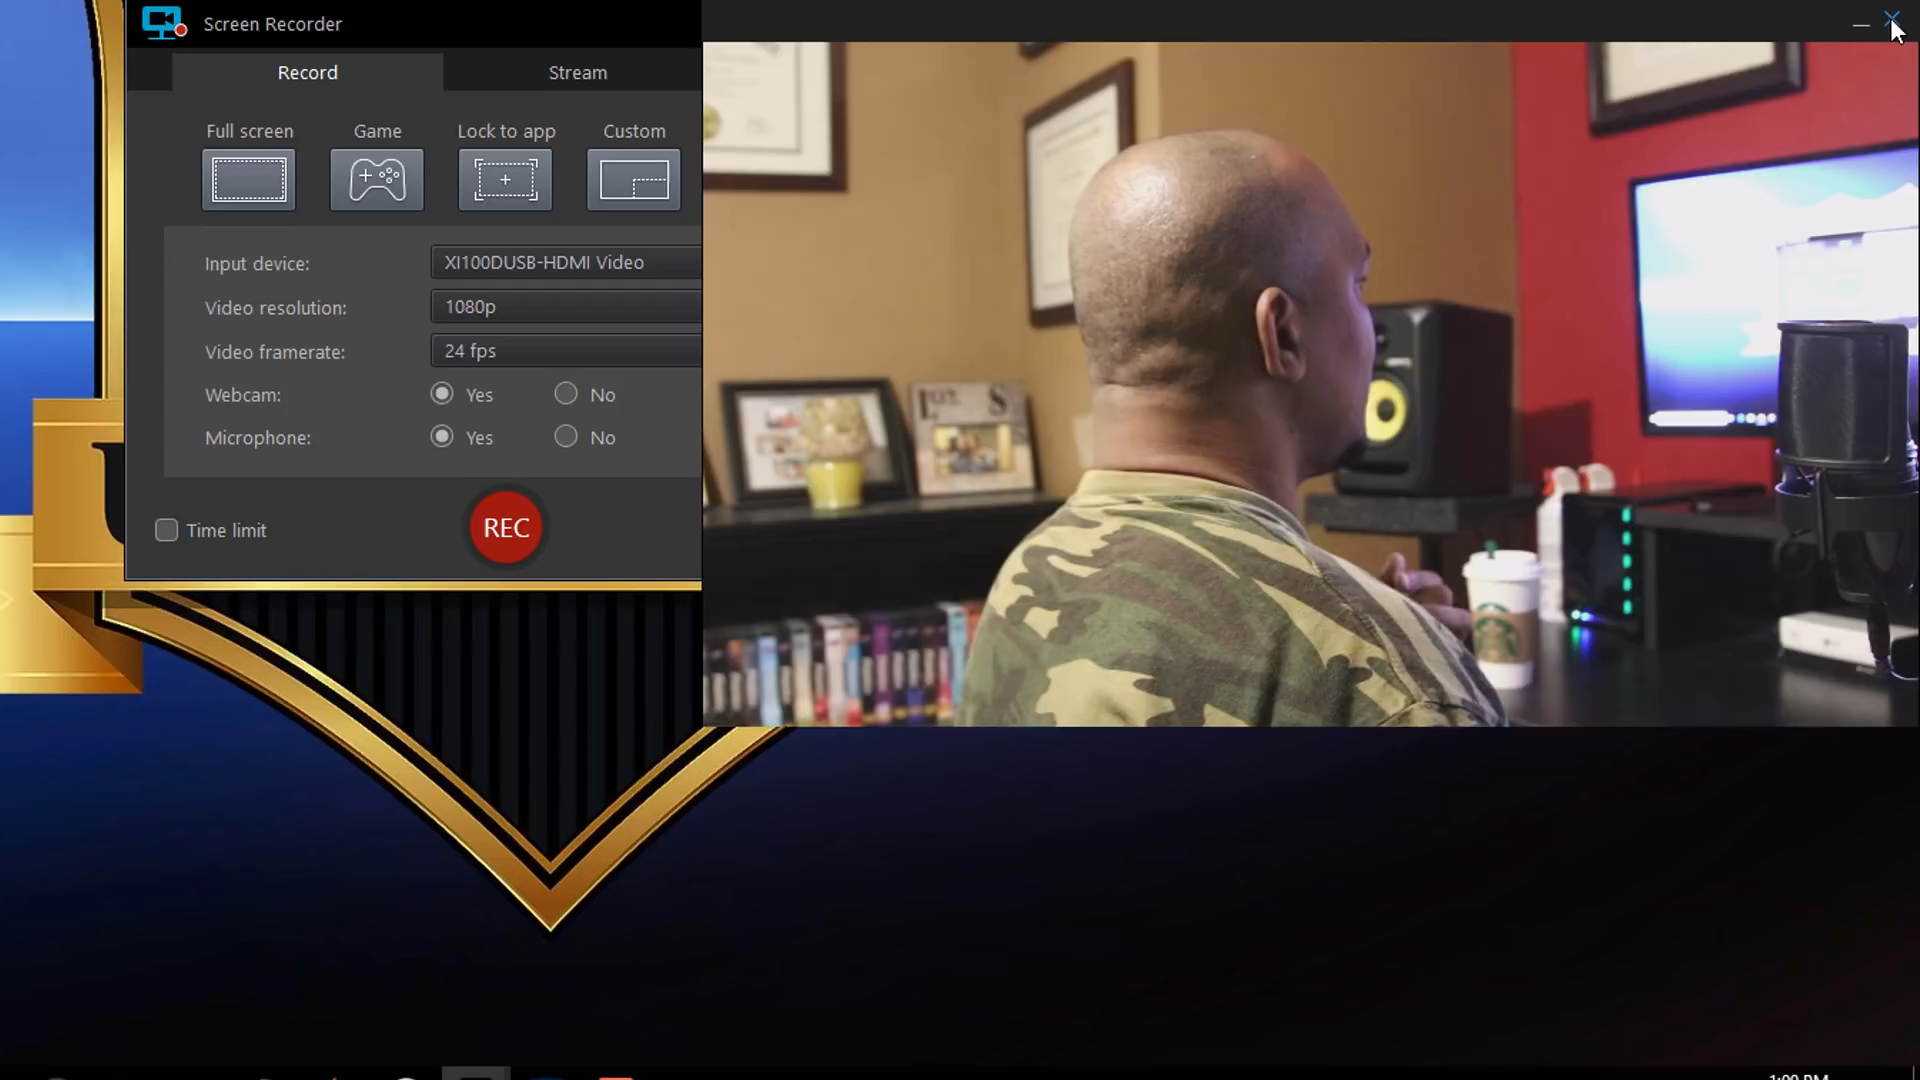 Screen Recorder
Record
Stream
Full screen
Game
Lock to app
Custom
Input device:
XI100DUSB-HDMI Video
Video resolution:
1080p
Video framerate:
24 fps
Webcam:
Yes
No
Microphone:
Yes
No
Time limit
REC